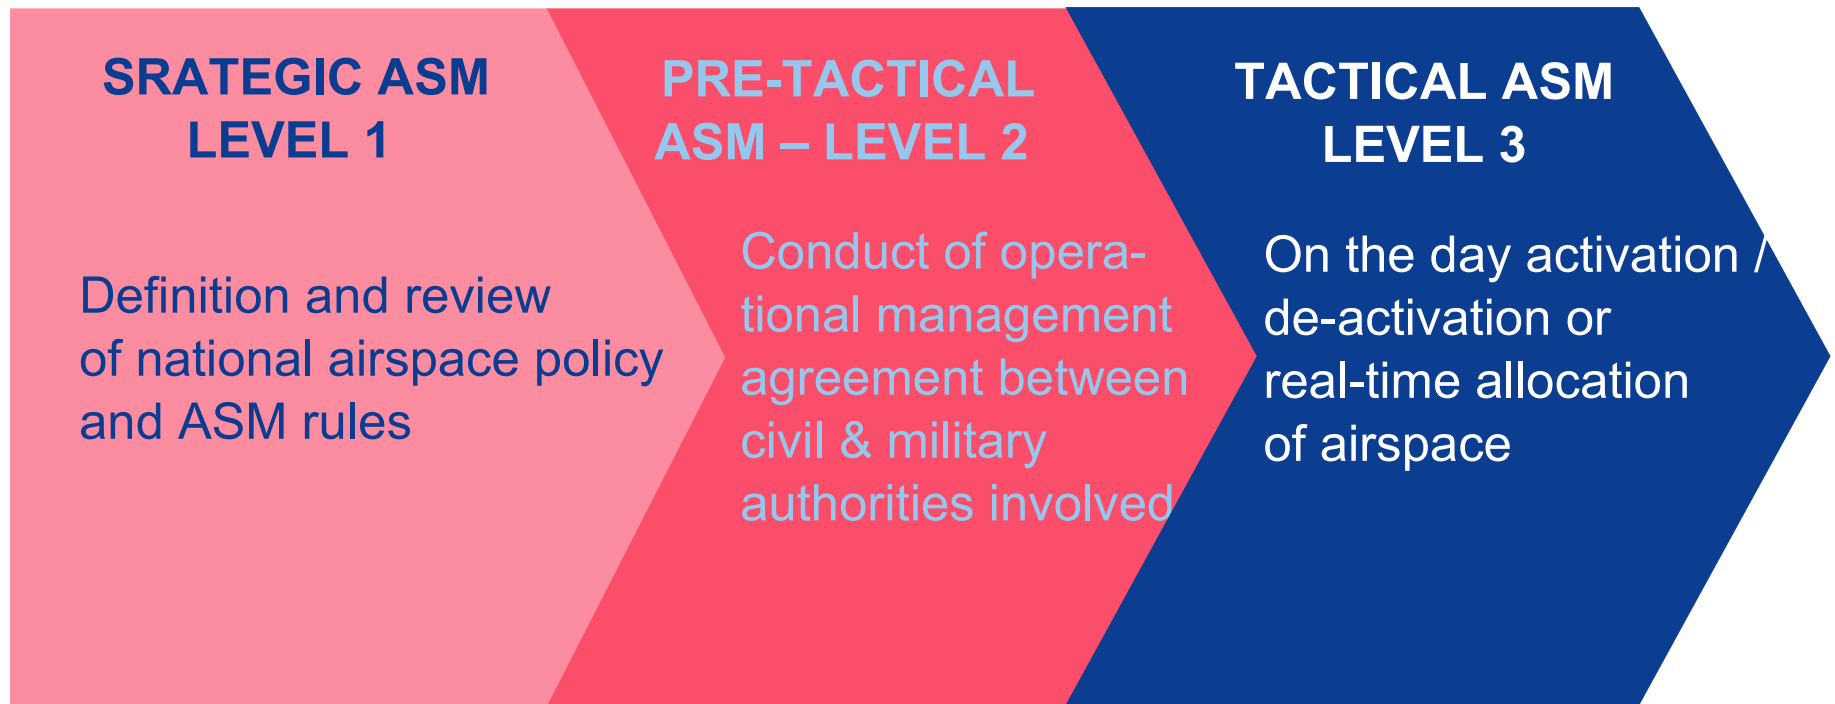 SRATEGIC ASM
LEVEL 1
Definition and review
of national airspace policy
and ASM rules
PRE-TACTICAL
ASM – LEVEL 2
Conduct of opera-
tional management
agreement between
civil & military
authorities involved
TACTICAL ASM
LEVEL 3
On the day activation /
de-activation or
real-time allocation
of airspace